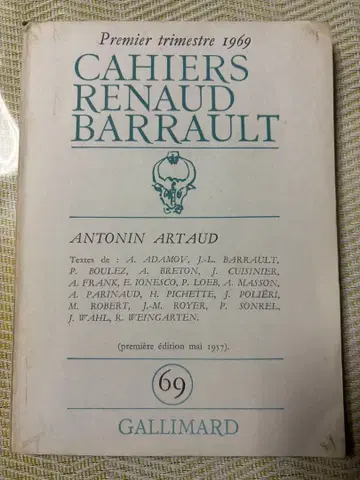 Premier trimestre 1969
CAHIERS
RENAUD
BARRAULT
ANTONIN ARTAUD
Textes de : A. ADAMOV, J.-L. BARRAULT,
P. BOULEZ, A. BRETON, J. CUISINIER,
A. FRANK, E. IONESCO, P. LOEB, A. MASSON,
A. PARINAUD, H. PICHETTE, J. POLIÉRI,
M. ROBERT, J.-M. ROYER, P. SONREL,
J. WAHL, R. WEINGARTEN.
(première édition mai 1957).
69
GALLIMARD